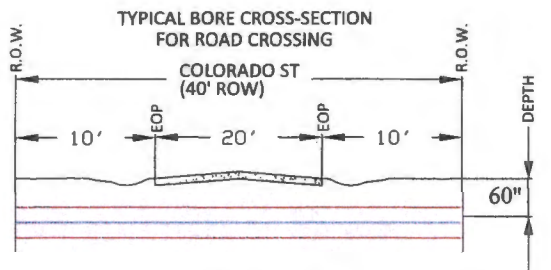 TYPICAL BORE CROSS-SECTION
FOR ROAD CROSSING
R.O.W.
R.O.W.
COLORADO ST
(40' ROW)
DEPTH
EOP
EOP
10'
20'
10'
60"